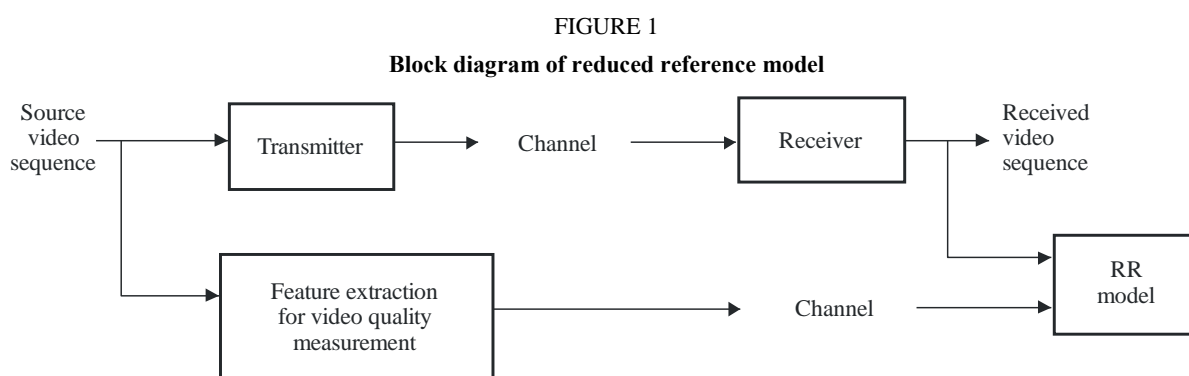 FIGURE 1
Block diagram of reduced reference model
Source
video
sequence
Transmitter
Channel
Receiver
Received
video
sequence
Feature extraction
for video quality
measurement
Channel
RR
model